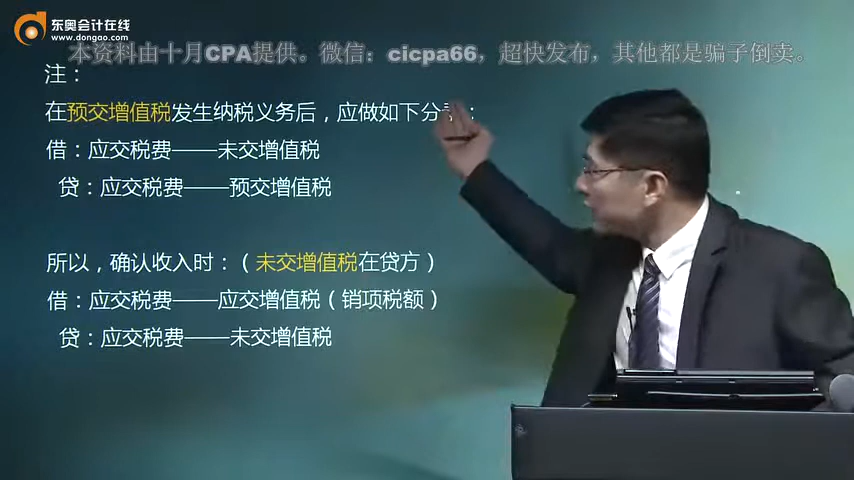 东奥会计在线
www.dongao.com
本资料由十月CPA提供。微信：cicpa66，超快发布，其他都是骗子倒卖。
注：
在预交增值税发生纳税义务后，应做如下分录：
借：应交税费——未交增值税
贷：应交税费——预交增值税
所以，确认收入时：（未交增值税在贷方）
借：应交税费——应交增值税（销项税额）
贷：应交税费——未交增值税